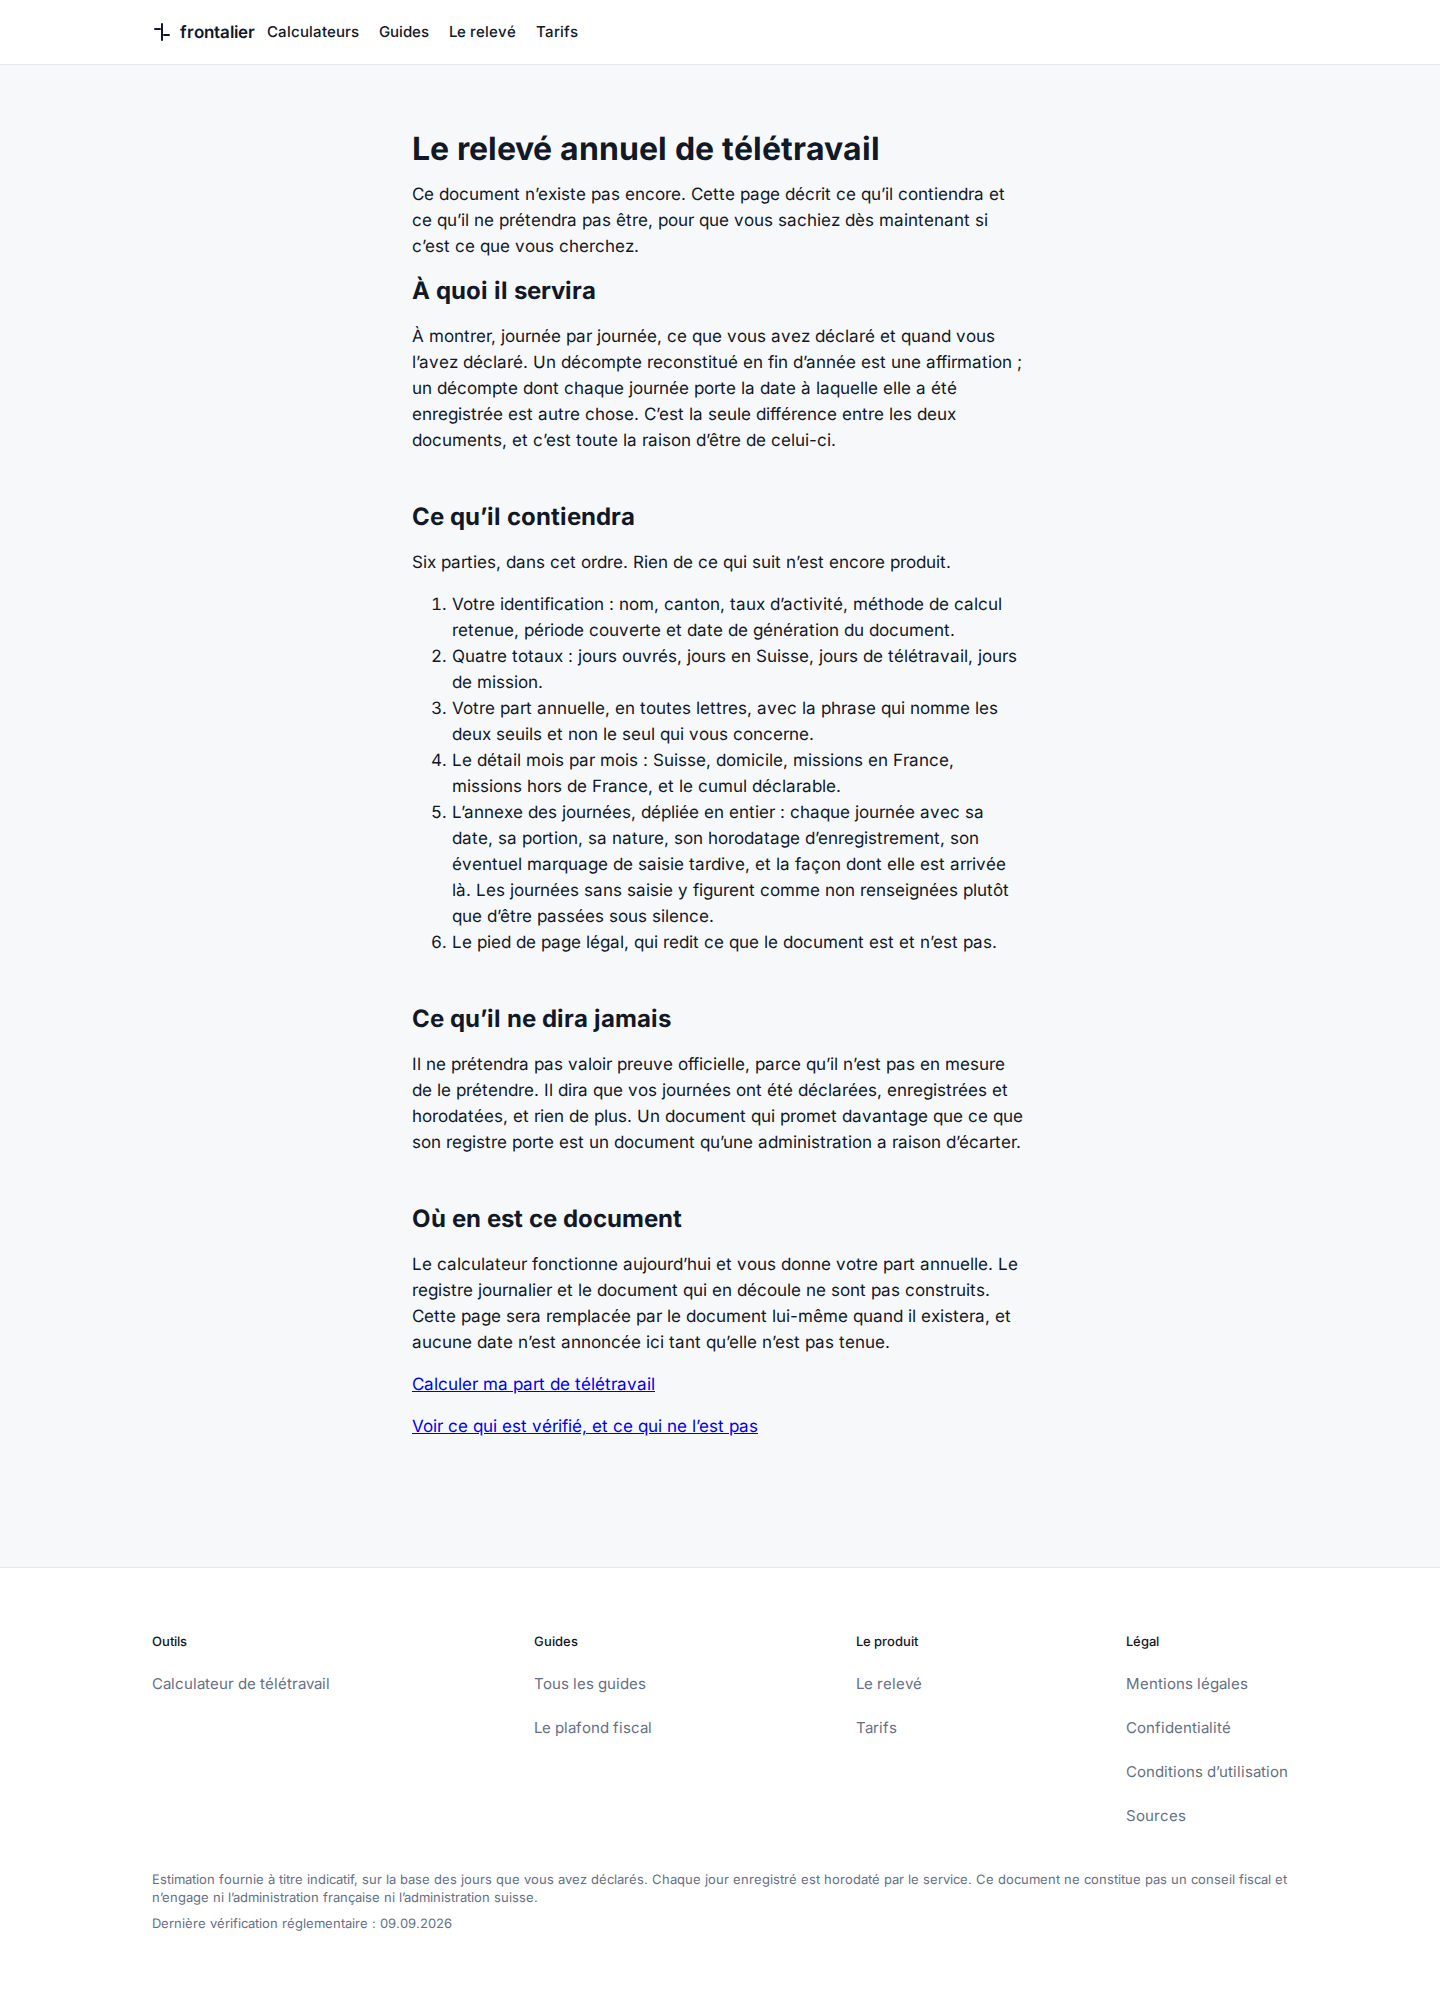 frontalier Calculateurs Guides Le relevé Tarifs
Le relevé annuel de télétravail
Ce document n’existe pas encore. Cette page décrit ce qu’il contiendra et
ce qu’il ne prétendra pas être, pour que vous sachiez dès maintenant si
c’est ce que vous cherchez.
À quoi il servira
À montrer, journée par journée, ce que vous avez déclaré et quand vous
l’avez déclaré. Un décompte reconstitué en fin d’année est une affirmation ;
un décompte dont chaque journée porte la date à laquelle elle a été
enregistrée est autre chose. C’est la seule différence entre les deux
documents, et c’est toute la raison d’être de celui-ci.
Ce qu’il contiendra
Six parties, dans cet ordre. Rien de ce qui suit n’est encore produit.
1. Votre identification : nom, canton, taux d’activité, méthode de calcul
retenue, période couverte et date de génération du document.
2. Quatre totaux : jours ouvrés, jours en Suisse, jours de télétravail, jours
de mission.
3. Votre part annuelle, en toutes lettres, avec la phrase qui nomme les
deux seuils et non le seul qui vous concerne.
4. Le détail mois par mois : Suisse, domicile, missions en France,
missions hors de France, et le cumul déclarable.
5. L’annexe des journées, dépliée en entier : chaque journée avec sa
date, sa portion, sa nature, son horodatage d’enregistrement, son
éventuel marquage de saisie tardive, et la façon dont elle est arrivée
là. Les journées sans saisie y figurent comme non renseignées plutôt
que d’être passées sous silence.
6. Le pied de page légal, qui redit ce que le document est et n’est pas.
Ce qu’il ne dira jamais
Il ne prétendra pas valoir preuve officielle, parce qu’il n’est pas en mesure
de le prétendre. Il dira que vos journées ont été déclarées, enregistrées et
horodatées, et rien de plus. Un document qui promet davantage que ce que
son registre porte est un document qu’une administration a raison d’écarter.
Où en est ce document
Le calculateur fonctionne aujourd’hui et vous donne votre part annuelle. Le
registre journalier et le document qui en découle ne sont pas construits.
Cette page sera remplacée par le document lui-même quand il existera, et
aucune date n’est annoncée ici tant qu’elle n’est pas tenue.
Calculer ma part de télétravail
Voir ce qui est vérifié, et ce qui ne l’est pas
Outils
Calculateur de télétravail
Guides
Tous les guides
Le plafond fiscal
Le produit
Le relevé
Tarifs
Légal
Mentions légales
Confidentialité
Conditions d’utilisation
Sources
Estimation fournie à titre indicatif, sur la base des jours que vous avez déclarés. Chaque jour enregistré est horodaté par le service. Ce document ne constitue pas un conseil fiscal et
n’engage ni l’administration française ni l’administration suisse.
Dernière vérification réglementaire : 09.09.2026